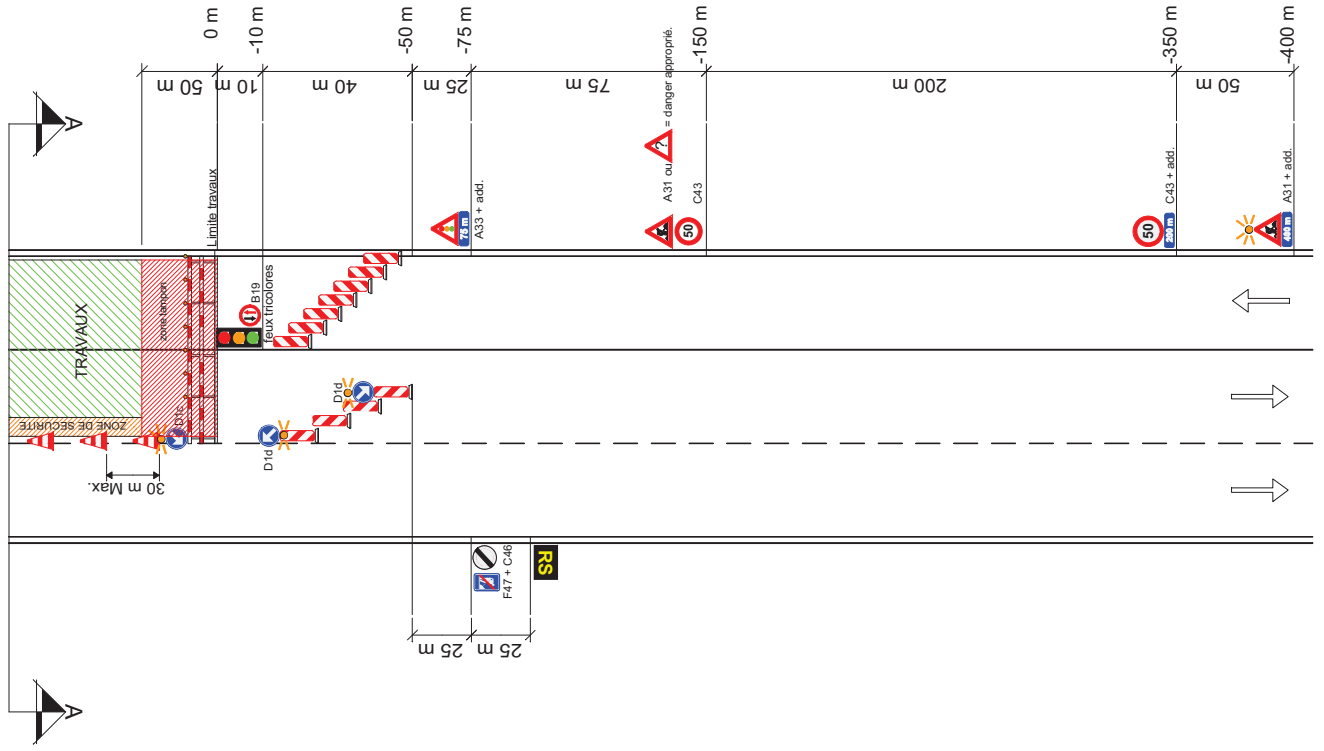 0 m
-10 m
-50 m
-75 m
-150 m
-350 m
-400 m
50 m
10 m
40 m
25 m
75 m
200 m
50 m
A
A
Limite travaux
TRAVAUX
zone tampon
ZONE DE SECURITE
D1c
30 m Max.
B19
feux tricolores
D1d
D1d
75 m
A33 + add.
A31 ou
?
= danger approprié.
50
C43
50
200 m
C43 + add.
400 m
A31 + add.
F47 + C46
RS
25 m
25 m